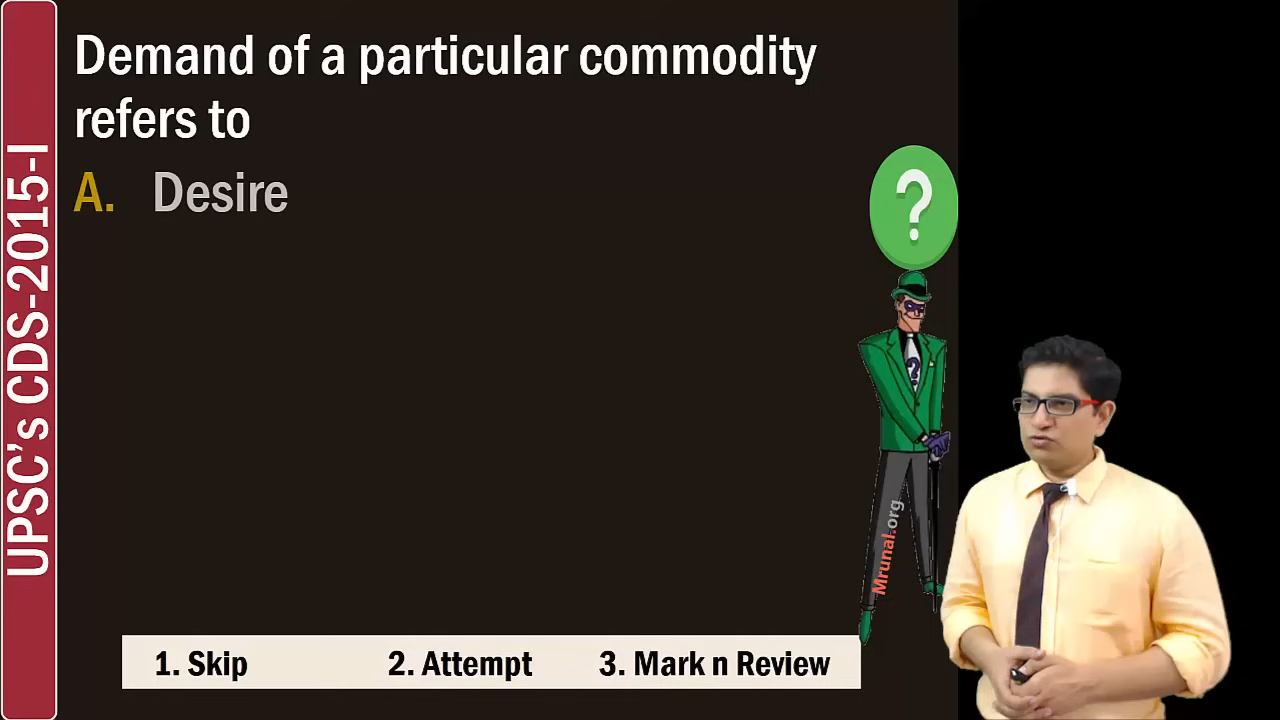 UPSC's CDS-2015-I
Demand of a particular commodity
refers to
A. Desire
?
?
Mrunal.org
1. Skip 2. Attempt 3. Mark n Review